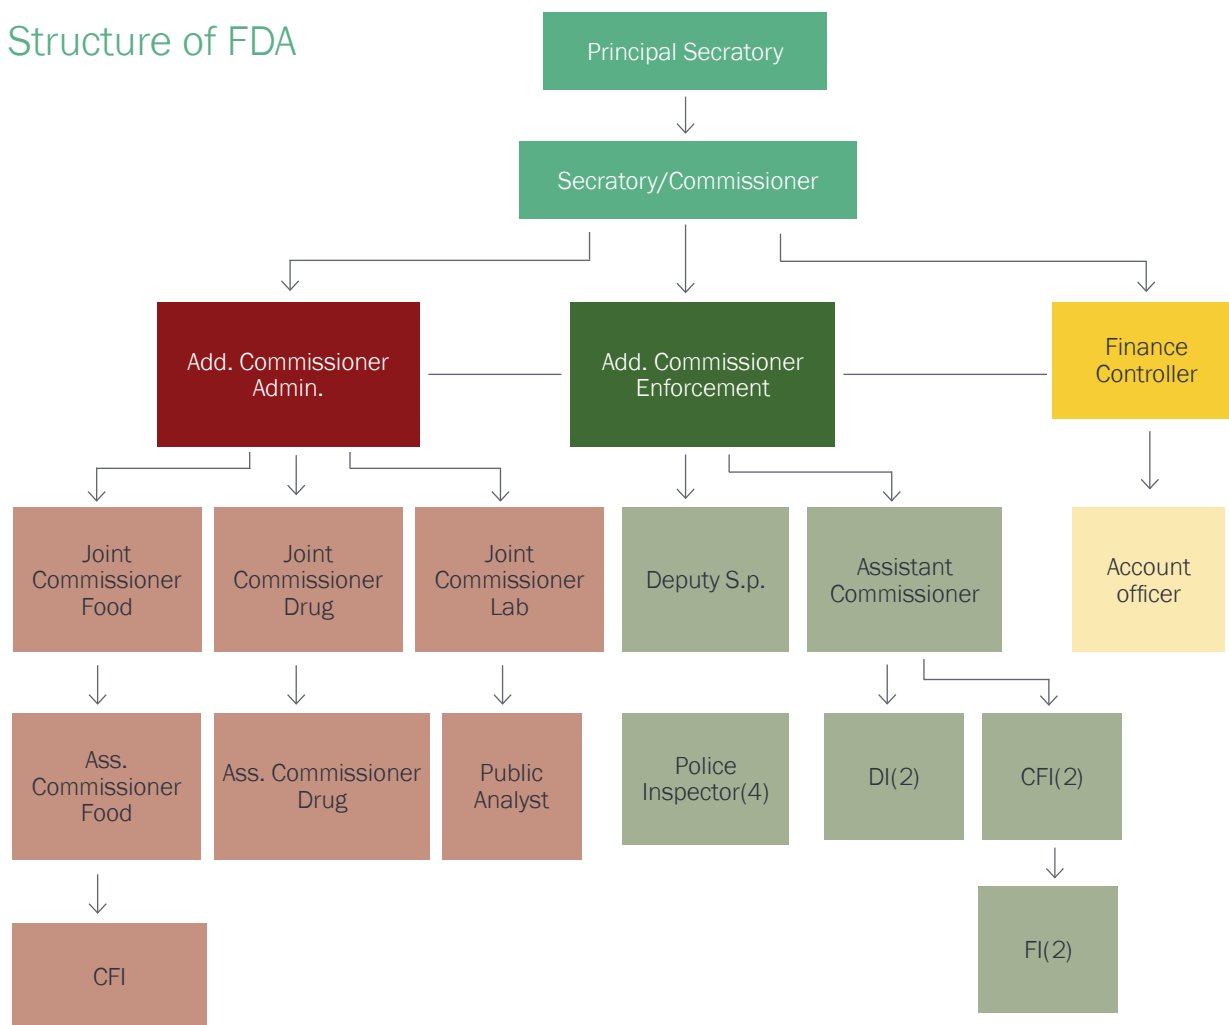 Structure of FDA
Principal Secratory
Secratory/Commissioner
Add. Commissioner
Admin.
Add. Commissioner
Enforcement
Finance
Controller
Joint
Commissioner
Food
Joint
Commissioner
Drug
Joint
Commissioner
Lab
Deputy S.p.
Assistant
Commissioner
Account
officer
Ass.
Commissioner
Food
Ass. Commissioner
Drug
Public
Analyst
Police
Inspector(4)
DI(2)
CFI(2)
CFI
FI(2)